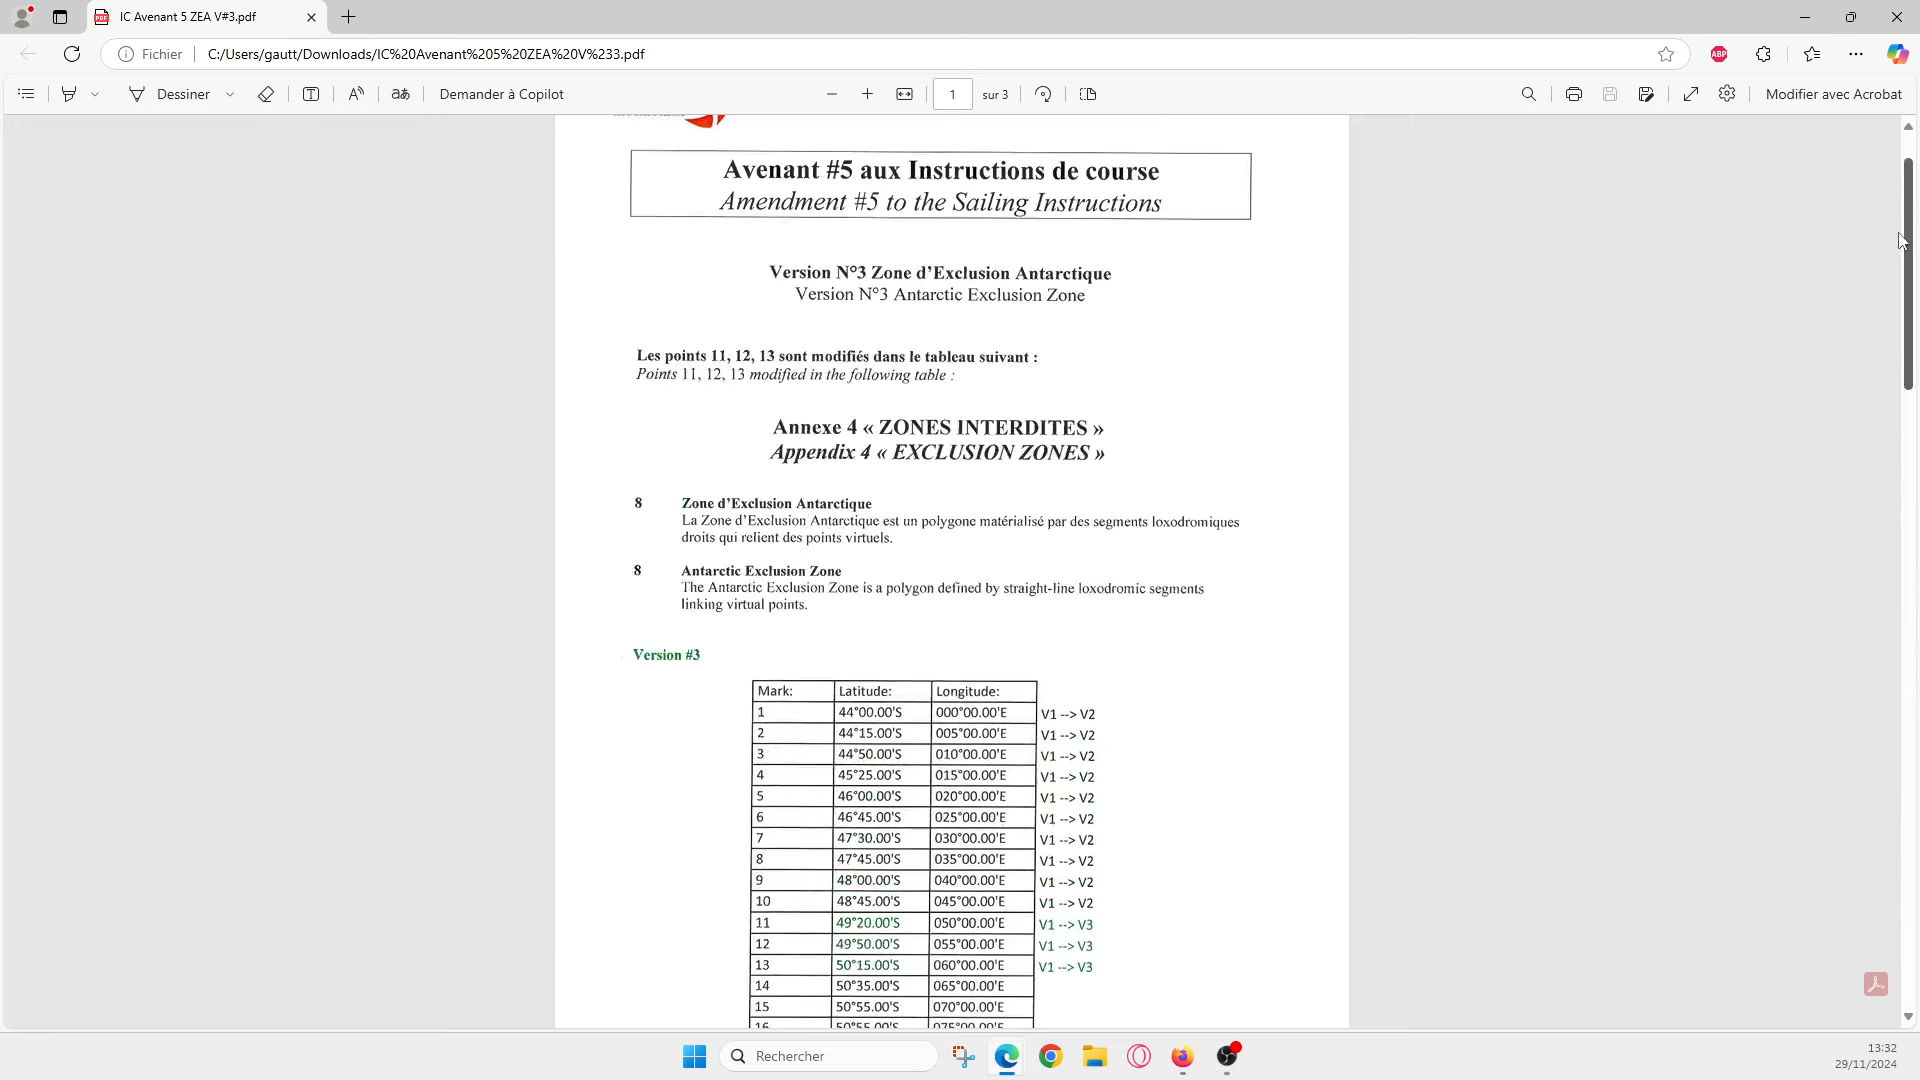 IC Avenant 5 ZEA V#3.pdf
Fichier
C:/Users/gautt/Downloads/IC%20Avenant%205%20ZEA%20V%233.pdf
ABP
Dessiner
Demander à Copilot
1
sur 3
Modifier avec Acrobat
Avenant #5 aux Instructions de course
Amendment #5 to the Sailing Instructions
Version N°3 Zone d'Exclusion Antarctique
Version N°3 Antarctic Exclusion Zone
Les points 11, 12, 13 sont modifiés dans le tableau suivant :
Points 11, 12, 13 modified in the following table :
Annexe 4 « ZONES INTERDITES »
Appendix 4 « EXCLUSION ZONES »
8 Zone d'Exclusion Antarctique
La Zone d'Exclusion Antarctique est un polygone matérialisé par des segments loxodromiques
droits qui relient des points virtuels.
8 Antarctic Exclusion Zone
The Antarctic Exclusion Zone is a polygon defined by straight-line loxodromic segments
linking virtual points.
Version #3
Mark: Latitude: Longitude:
1 44°00.00'S 000°00.00'E V1 --> V2
2 44°15.00'S 005°00.00'E V1 --> V2
3 44°50.00'S 010°00.00'E V1 --> V2
4 45°25.00'S 015°00.00'E V1 --> V2
5 46°00.00'S 020°00.00'E V1 --> V2
6 46°45.00'S 025°00.00'E V1 --> V2
7 47°30.00'S 030°00.00'E V1 --> V2
8 47°45.00'S 035°00.00'E V1 --> V2
9 48°00.00'S 040°00.00'E V1 --> V2
10 48°45.00'S 045°00.00'E V1 --> V2
11 49°20.00'S 050°00.00'E V1 --> V3
12 49°50.00'S 055°00.00'E V1 --> V3
13 50°15.00'S 060°00.00'E V1 --> V3
14 50°35.00'S 065°00.00'E
15 50°55.00'S 070°00.00'E
16 50°55.00'S 075°00.00'E
Rechercher
13:32
29/11/2024